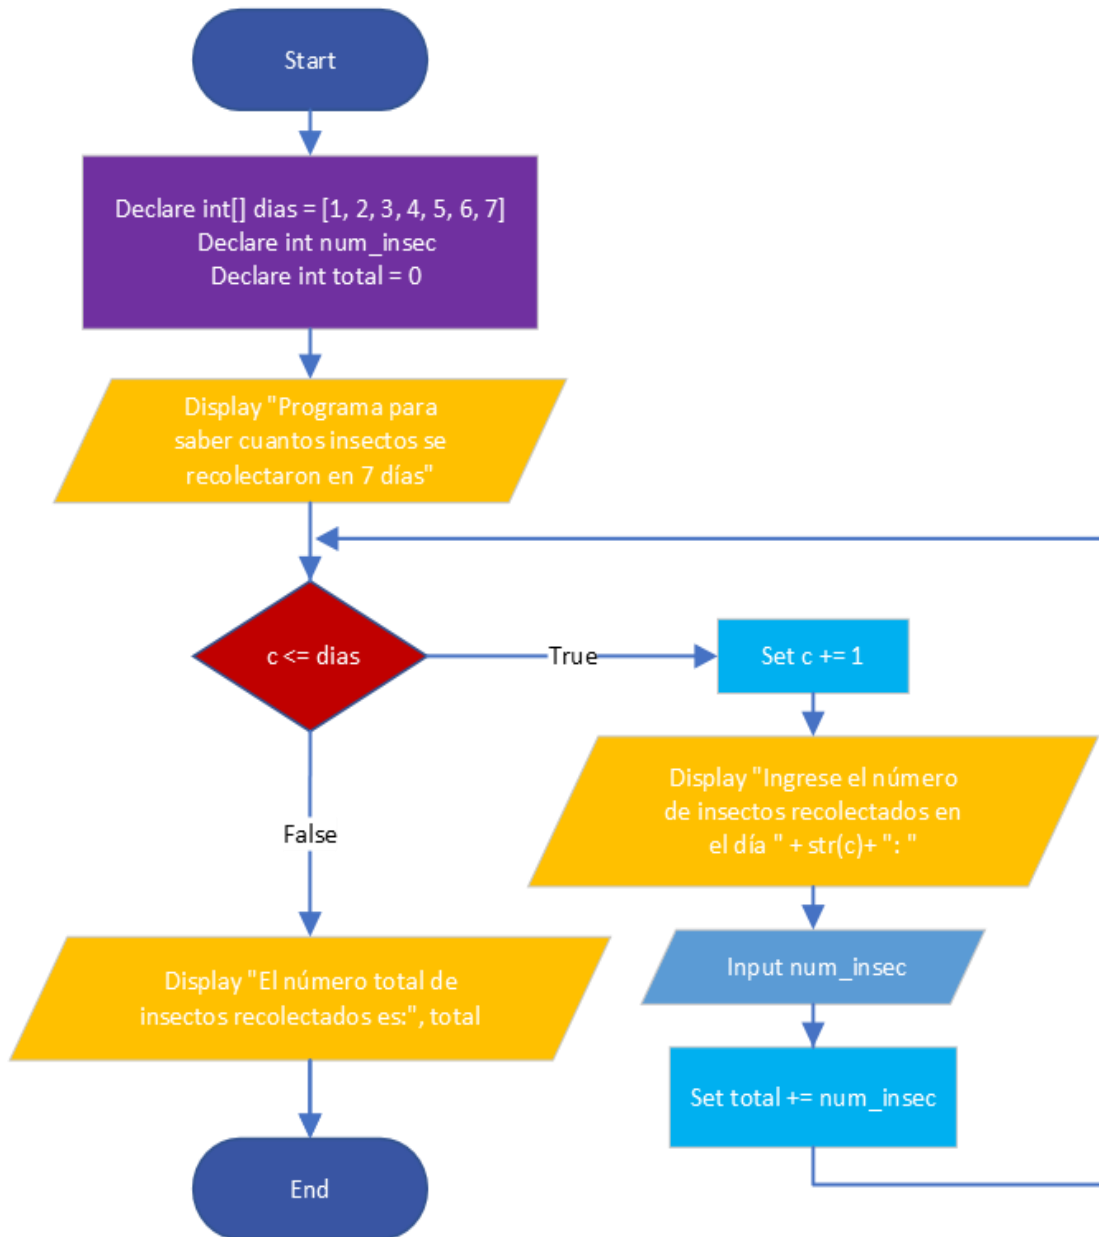 Start
Declare int[] dias = [1, 2, 3, 4, 5, 6, 7]
Declare int num_insec
Declare int total = 0
Display "Programa para
saber cuantos insectos se
recolectaron en 7 días"
c <= dias
True
Set c += 1
Display "Ingrese el número
de insectos recolectados en
el día " + str(c)+ ": "
Input num_insec
Set total += num_insec
False
Display "El número total de
insectos recolectados es:", total
End